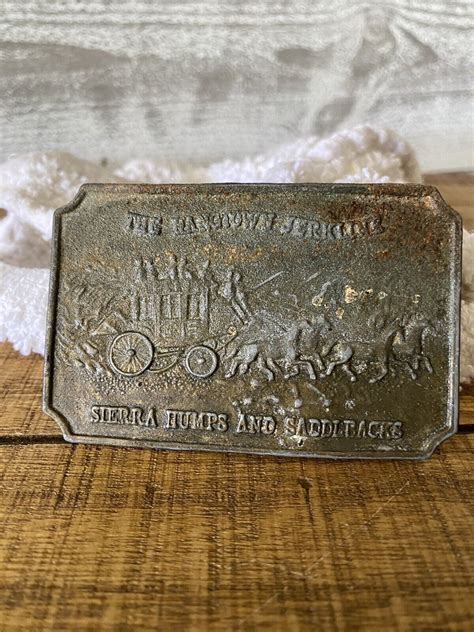 THE HANGTOWN JERKLINE
SIERRA HUMPS AND SADDLEBACKS